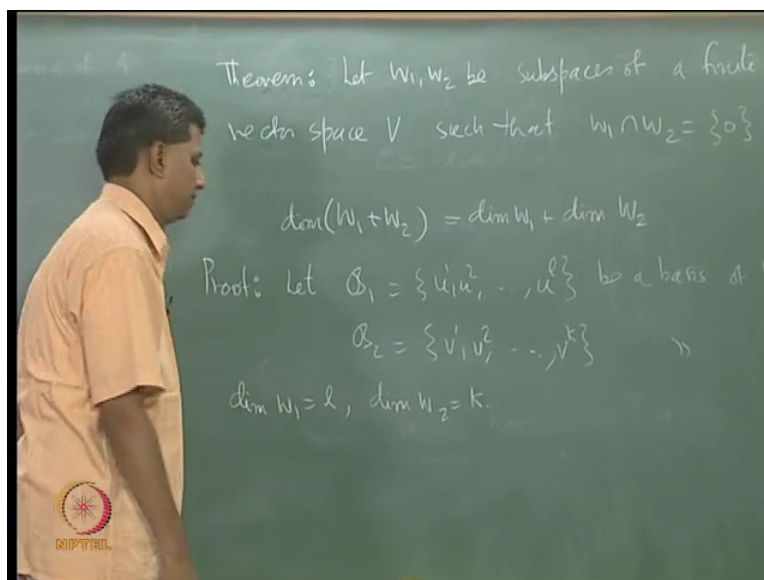 Theorem: Let W₁, W₂ be subspaces of a finite
vector space V such that W₁ ∩ W₂ = {0}
dim(W₁ + W₂) = dim W₁ + dim W₂
Proof: Let B₁ = {u¹, u², . . , uˡ} be a basis of
B₂ = {v¹, v², . . . , vᵏ} "
dim W₁ = l, dim W₂ = k.
NPTEL